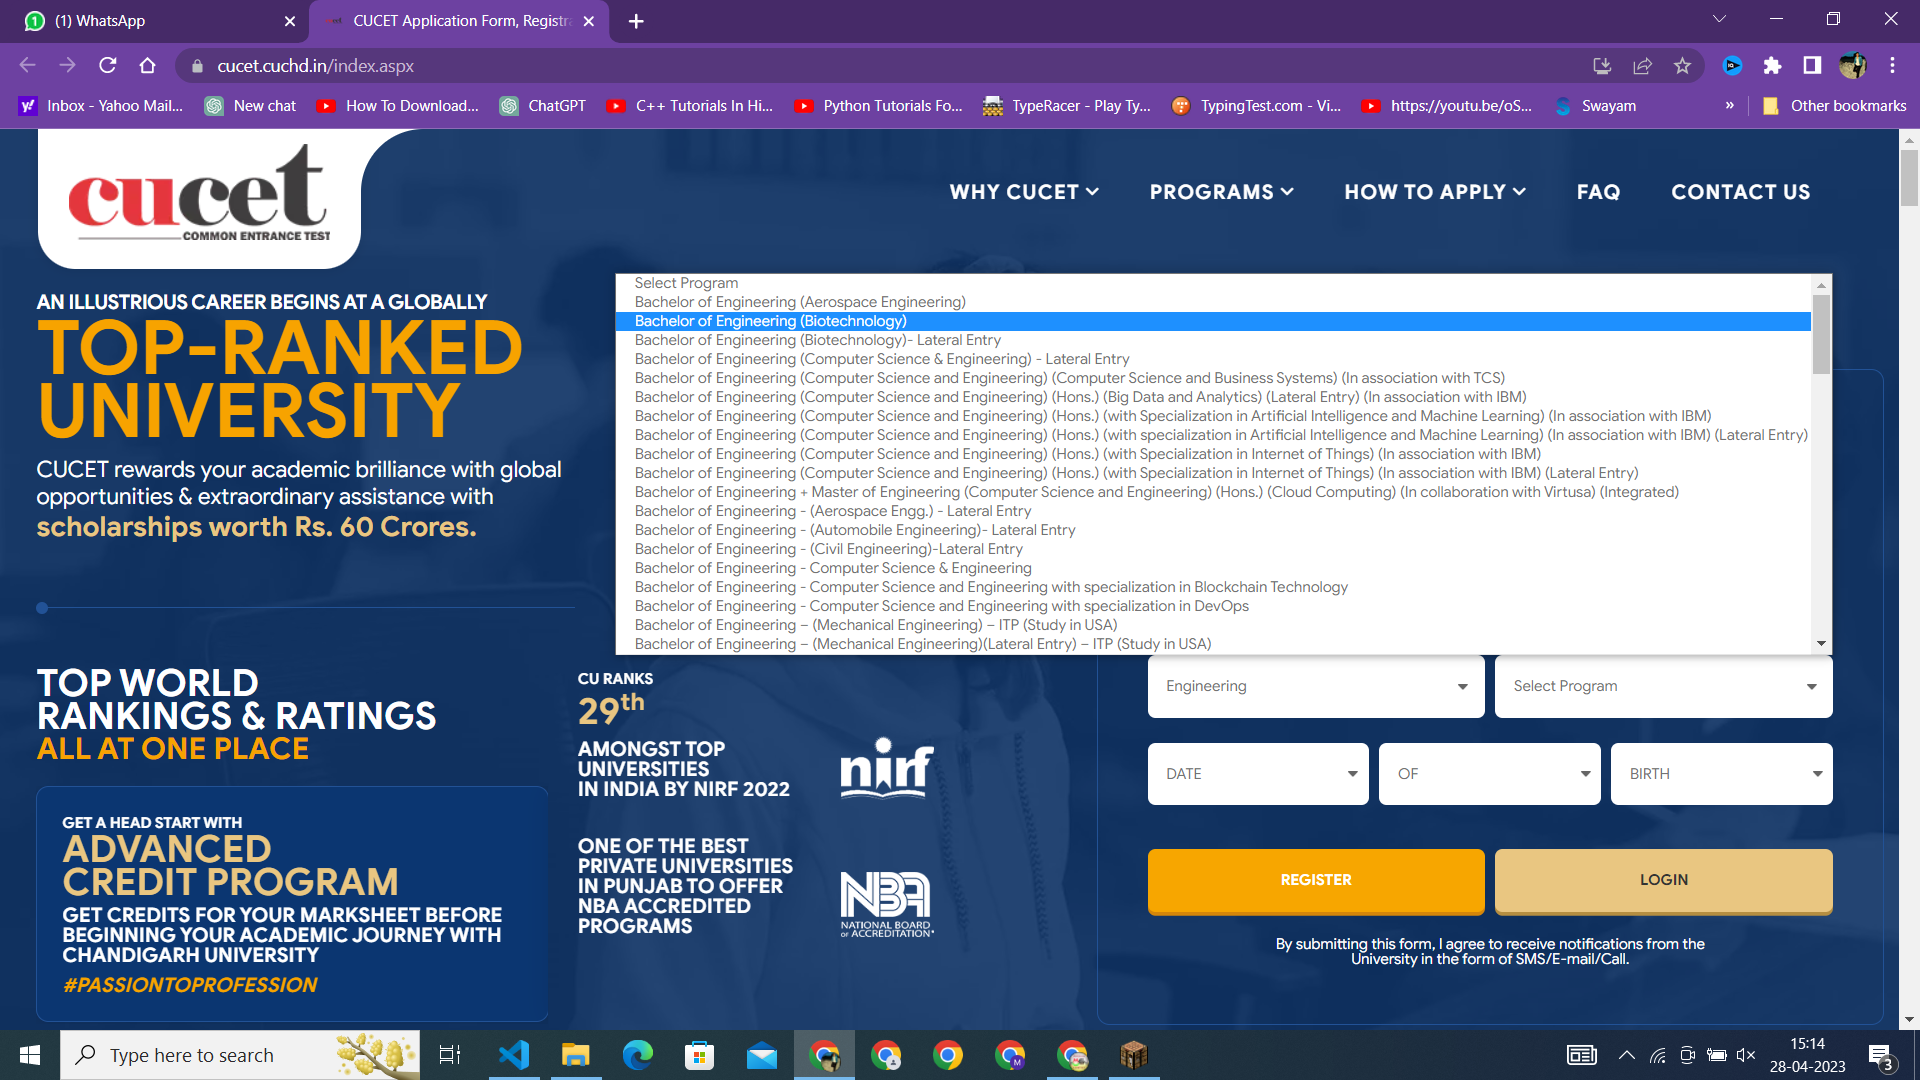 (1) WhatsApp
CUCET Application Form, Registr
cucet.cuchd.in/index.aspx
Inbox - Yahoo Mail...
New chat
How To Download...
ChatGPT
C++ Tutorials In Hi...
Python Tutorials Fo...
TypeRacer - Play Ty...
TypingTest.com - Vi...
https://youtu.be/oS...
Swayam
»
Other bookmarks
cucet
COMMON ENTRANCE TEST
WHY CUCET
PROGRAMS
HOW TO APPLY
FAQ
CONTACT US
AN ILLUSTRIOUS CAREER BEGINS AT A GLOBALLY
TOP-RANKED
UNIVERSITY
CUCET rewards your academic brilliance with global
opportunities & extraordinary assistance with
scholarships worth Rs. 60 Crores.
Select Program
Bachelor of Engineering (Aerospace Engineering)
Bachelor of Engineering (Biotechnology)
Bachelor of Engineering (Biotechnology)- Lateral Entry
Bachelor of Engineering (Computer Science & Engineering) - Lateral Entry
Bachelor of Engineering (Computer Science and Engineering) (Computer Science and Business Systems) (In association with TCS)
Bachelor of Engineering (Computer Science and Engineering) (Hons.) (Big Data and Analytics) (Lateral Entry) (In association with IBM)
Bachelor of Engineering (Computer Science and Engineering) (Hons.) (with Specialization in Artificial Intelligence and Machine Learning) (In association with IBM)
Bachelor of Engineering (Computer Science and Engineering) (Hons.) (with specialization in Artificial Intelligence and Machine Learning) (In association with IBM) (Lateral Entry)
Bachelor of Engineering (Computer Science and Engineering) (Hons.) (with Specialization in Internet of Things) (In association with IBM)
Bachelor of Engineering (Computer Science and Engineering) (Hons.) (with Specialization in Internet of Things) (In association with IBM) (Lateral Entry)
Bachelor of Engineering + Master of Engineering (Computer Science and Engineering) (Hons.) (Cloud Computing) (In collaboration with Virtusa) (Integrated)
Bachelor of Engineering - (Aerospace Engg.) - Lateral Entry
Bachelor of Engineering - (Automobile Engineering)- Lateral Entry
Bachelor of Engineering - (Civil Engineering)-Lateral Entry
Bachelor of Engineering - Computer Science & Engineering
Bachelor of Engineering - Computer Science and Engineering with specialization in Blockchain Technology
Bachelor of Engineering - Computer Science and Engineering with specialization in DevOps
Bachelor of Engineering – (Mechanical Engineering) – ITP (Study in USA)
Bachelor of Engineering – (Mechanical Engineering)(Lateral Entry) – ITP (Study in USA)
TOP WORLD
RANKINGS & RATINGS
ALL AT ONE PLACE
GET A HEAD START WITH
ADVANCED
CREDIT PROGRAM
GET CREDITS FOR YOUR MARKSHEET BEFORE
BEGINNING YOUR ACADEMIC JOURNEY WITH
CHANDIGARH UNIVERSITY
#PASSIONTOPROFESSION
CU RANKS
29th
AMONGST TOP
UNIVERSITIES
IN INDIA BY NIRF 2022
nirf
ONE OF THE BEST
PRIVATE UNIVERSITIES
IN PUNJAB TO OFFER
NBA ACCREDITED
PROGRAMS
NBA
NATIONAL BOARD
OF ACCREDITATION
Engineering
Select Program
DATE
OF
BIRTH
REGISTER
LOGIN
By submitting this form, I agree to receive notifications from the
University in the form of SMS/E-mail/Call.
Type here to search
15:14
28-04-2023
3